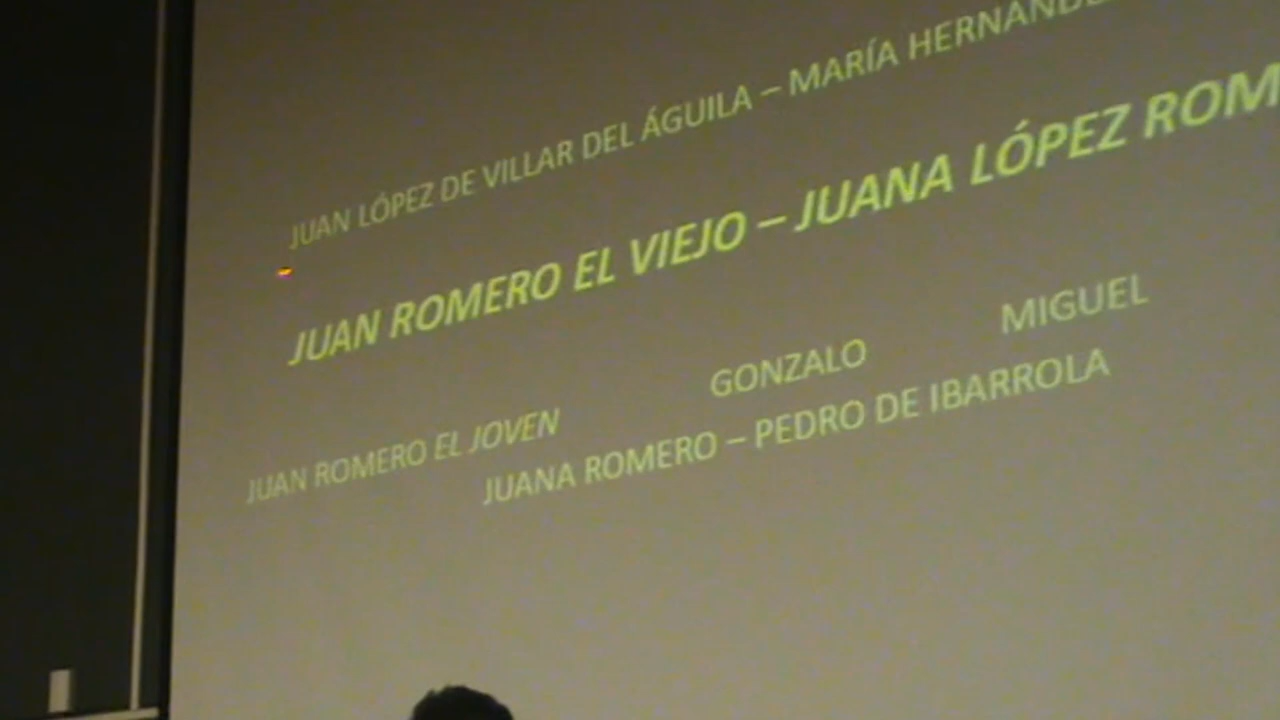 JUAN LÓPEZ DE VILLAR DEL ÁGUILA – MARÍA
JUAN ROMERO EL VIEJO – JUANA LÓPEZ
GONZALO MIGUEL
JUAN ROMERO EL JOVEN
JUANA ROMERO – PEDRO DE IBARROLA